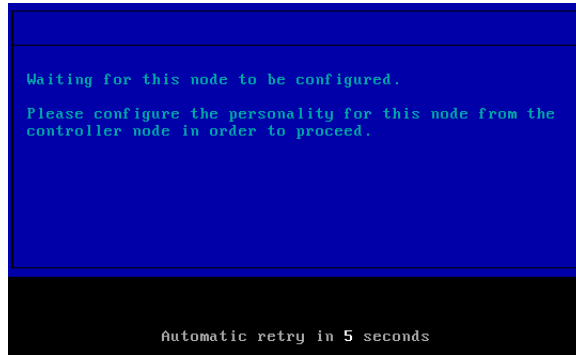 Waiting for this node to be configured.
Please configure the personality for this node from the
controller node in order to proceed.
Automatic retry in 5 seconds